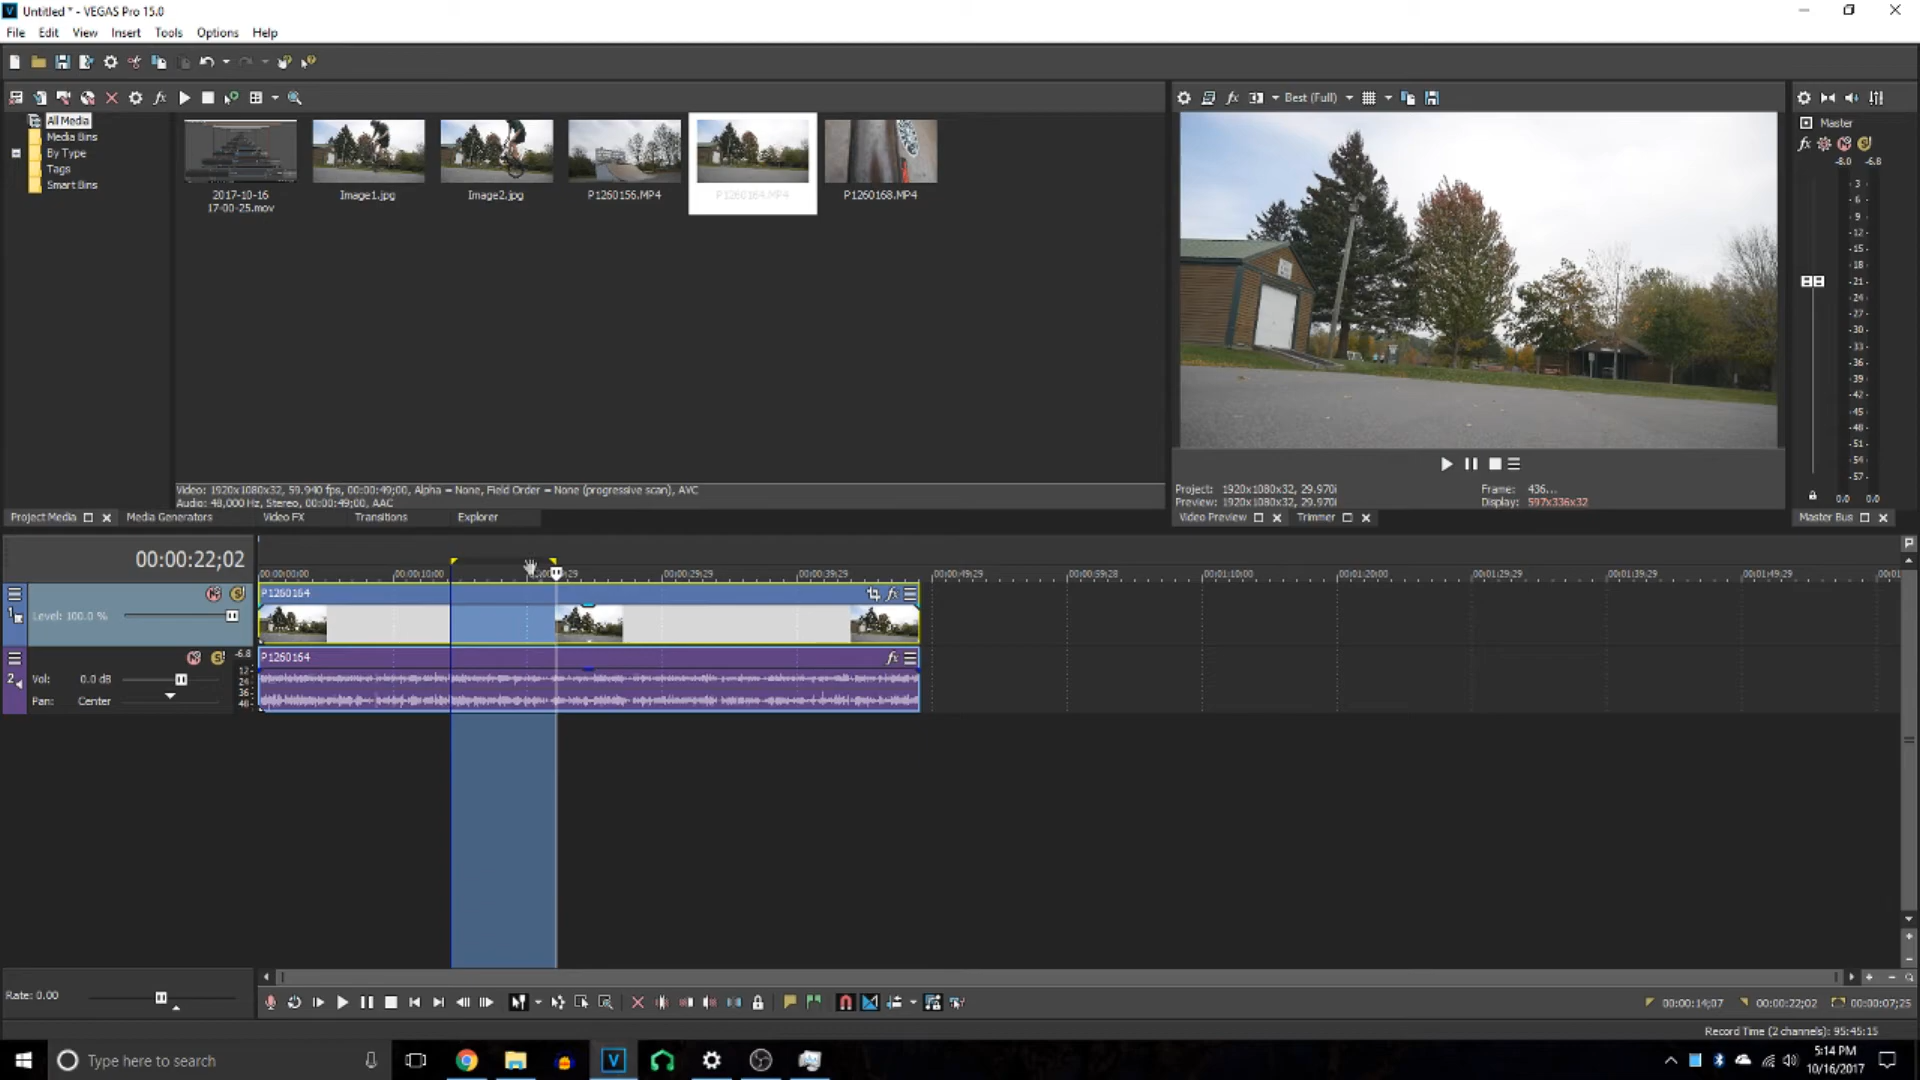 Untitled * - VEGAS Pro 15.0
File Edit View Insert Tools Options Help
Best (Full)
All Media
Media Bins
By Type
Tags
Smart Bins
2017-10-16
17-00-25.mov
Image1.jpg
Image2.jpg
P1260156.MP4
P1260164.MP4
P1260168.MP4
Master
-8.0 -6.8
3
6
9
12
15
18
21
24
27
30
33
36
39
42
45
48
51
54
57
0.0 0.0
Video: 1920x1080x32, 59.940 fps, 00:00:49;00, Alpha = None, Field Order = None (progressive scan), AVC
Audio: 48,000 Hz, Stereo, 00:00:49;00, AAC
Project: 1920x1080x32, 29.970i
Preview: 1920x1080x32, 29.970i
Frame: 436...
Display: 597x336x32
Project Media Media Generators Video FX Transitions Explorer
Video Preview Trimmer Master Bus
00:00:22;02
00:00:00;00 00:00:10;00 00:00:29;29 00:00:39;29 00:00:49;29 00:00:59;28 00:01:10;00 00:01:20;00 00:01:29;29 00:01:39;29 00:01:49;29
P1260164
1
Level: 100.0 %
P1260164
-6.8
2
Vol: 0.0 dB
Pan: Center
12
24
36
48
Rate: 0.00
00:00:14;07 00:00:22;02 00:00:07;25
Record Time (2 channels): 95:45:15
Type here to search
5:14 PM
10/16/2017